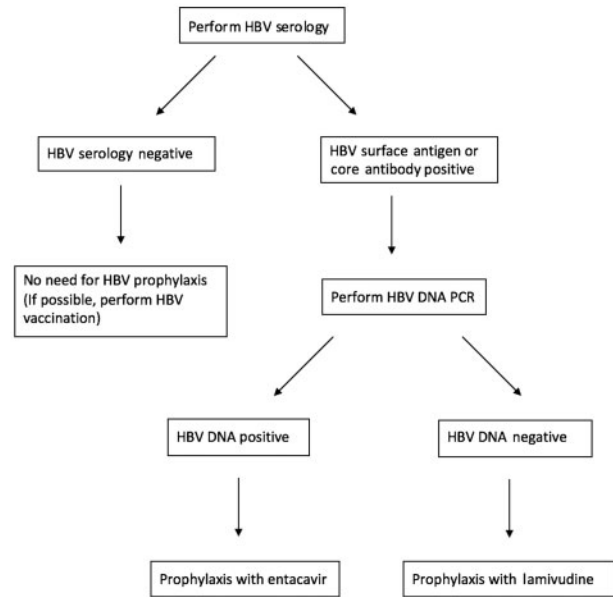 Perform HBV serology
HBV serology negative
HBV surface antigen or
core antibody positive
No need for HBV prophylaxis
(If possible, perform HBV
vaccination)
Perform HBV DNA PCR
HBV DNA positive
HBV DNA negative
Prophylaxis with entacavir
Prophylaxis with lamivudine